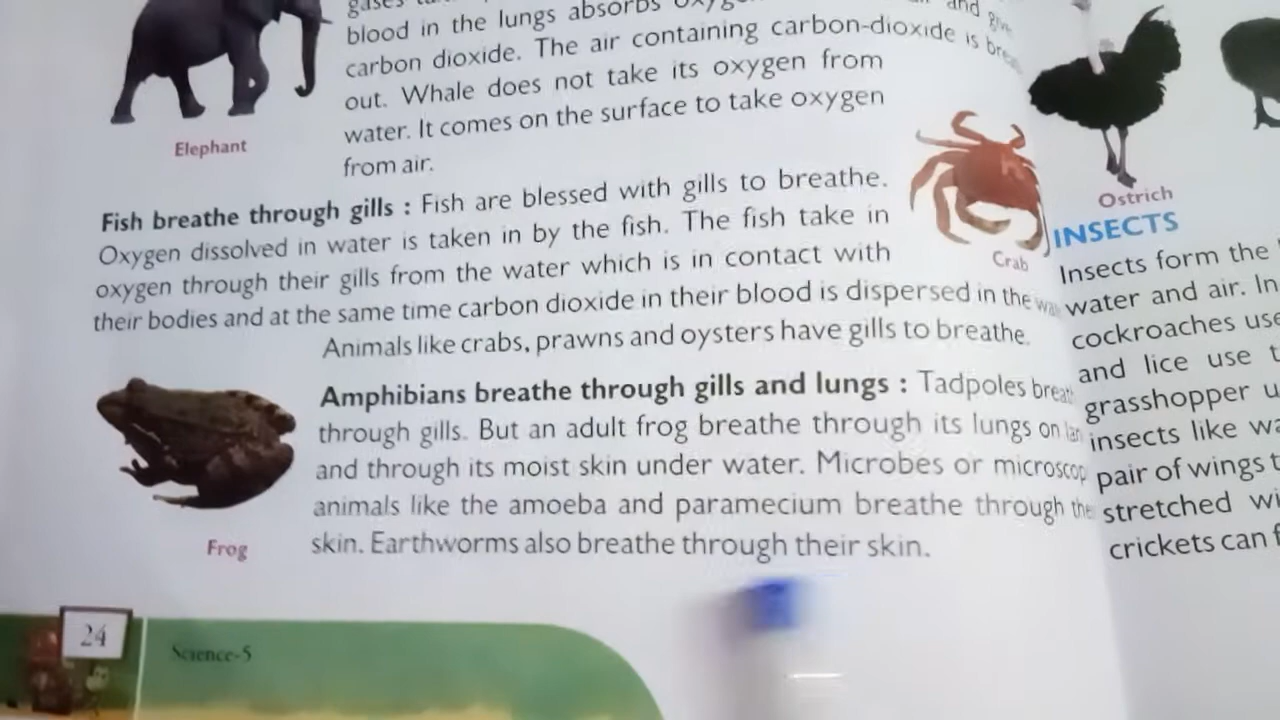 gases
blood in the lungs absorbs
carbon dioxide. The air containing carbon-dioxide is
out. Whale does not take its oxygen from
water. It comes on the surface to take oxygen
from air.
Elephant
Fish breathe through gills : Fish are blessed with gills to breathe.
Oxygen dissolved in water is taken in by the fish. The fish take in
oxygen through their gills from the water which is in contact with
their bodies and at the same time carbon dioxide in their blood is dispersed in the
Animals like crabs, prawns and oysters have gills to breathe.
Crab
Amphibians breathe through gills and lungs : Tadpoles
through gills. But an adult frog breathe through its lungs on
and through its moist skin under water. Microbes or microscop
animals like the amoeba and paramecium breathe through the
skin. Earthworms also breathe through their skin.
Frog
24
Science-5
Ostrich
INSECTS
Insects form the
water and air. In
cockroaches use
and lice use
grasshopper
insects like
pair of wings
stretched
crickets can